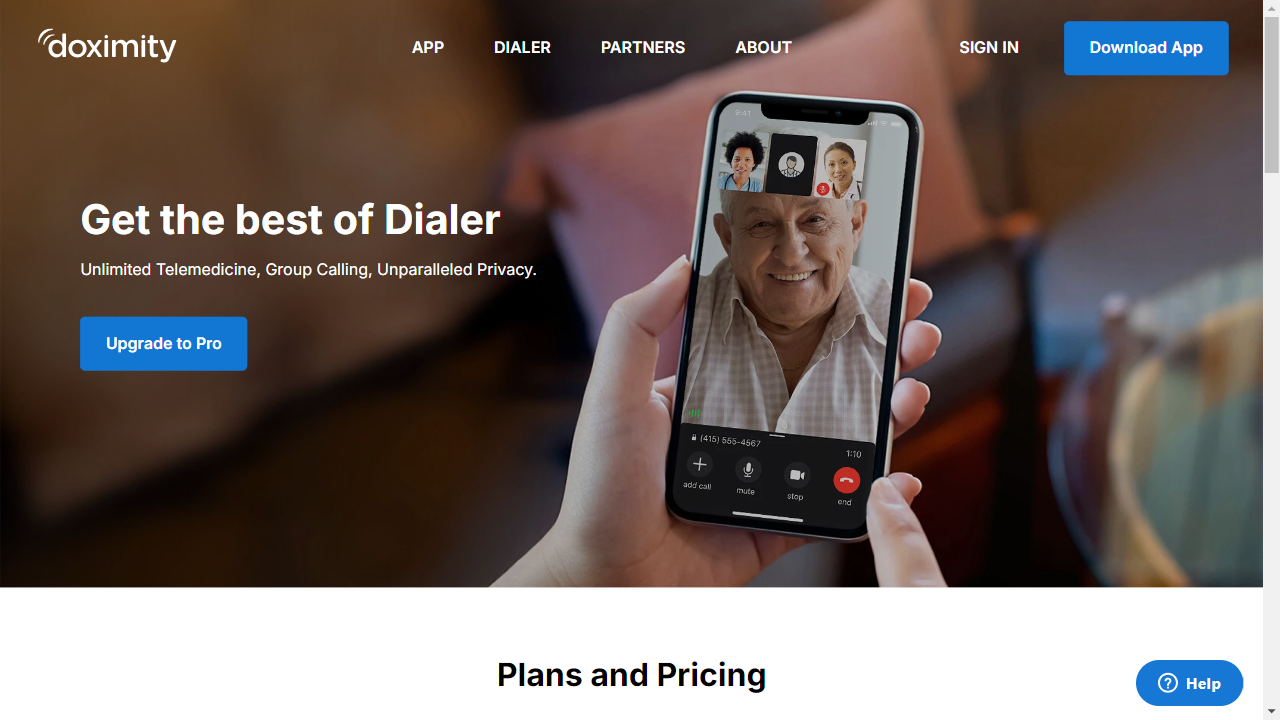 doximity
APP
DIALER
PARTNERS
ABOUT
SIGN IN
Download App
9:41
Get the best of Dialer
Unlimited Telemedicine, Group Calling, Unparalleled Privacy.
Upgrade to Pro
(415) 555-4567
1:10
add call
mute
stop
end
Plans and Pricing
Help